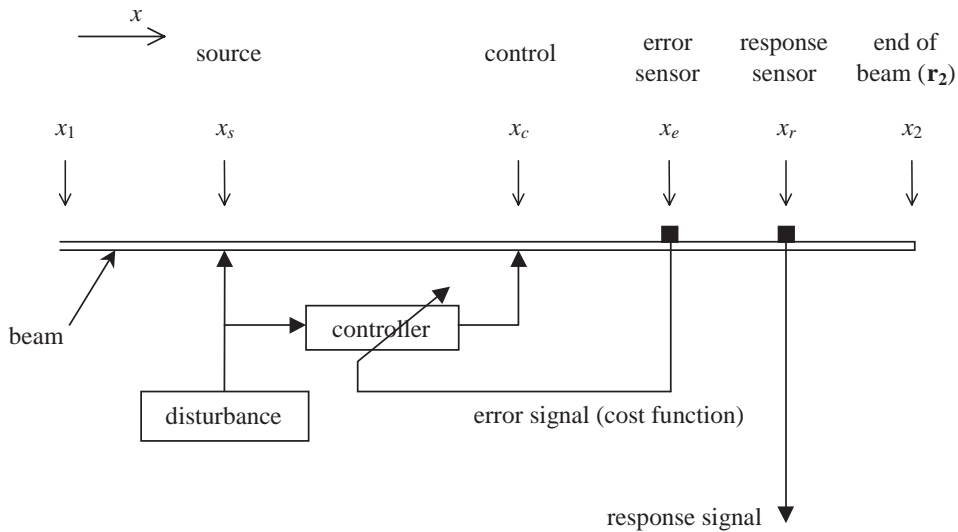 x
source
control
error
sensor
response
sensor
end of
beam (r₂)
x₁
xₛ
x_c
xₑ
xᵣ
x₂
beam
controller
disturbance
error signal (cost function)
response signal